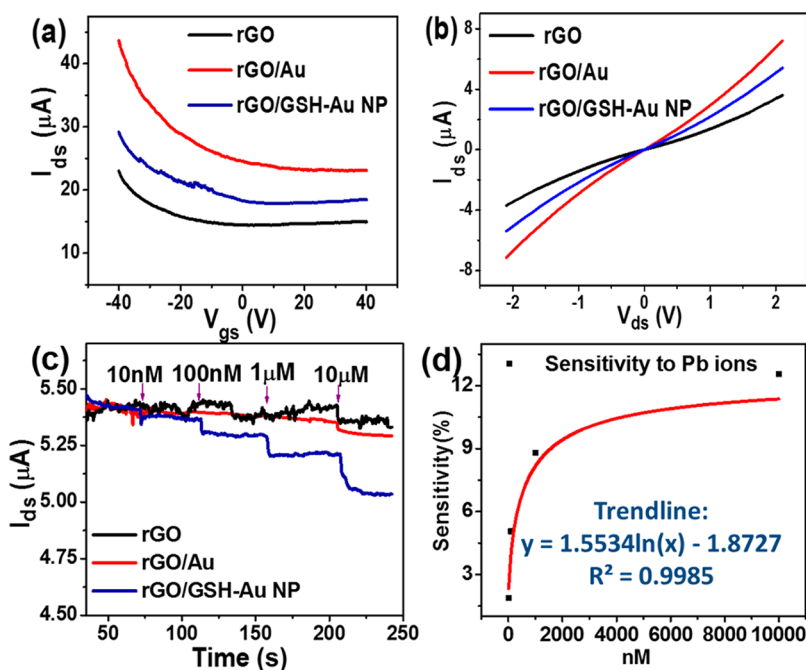 (a)
rGO
rGO/Au
rGO/GSH-Au NP
I_ds (μA)
45
35
25
15
-40 -20 0 20 40
V_gs (V)
(b)
rGO
rGO/Au
rGO/GSH-Au NP
I_ds (μA)
8
4
0
-4
-8
-2 -1 0 1 2
V_ds (V)
(c)
10nM 100nM 1μM 10μM
I_ds (μA)
5.50
5.25
5.00
4.75
4.50
rGO
rGO/Au
rGO/GSH-Au NP
50 100 150 200 250
Time (s)
(d)
Sensitivity to Pb ions
Sensitivity(%)
12
9
6
3
Trendline:
y = 1.5534ln(x) - 1.8727
R² = 0.9985
0 2000 4000 6000 8000 10000
nM